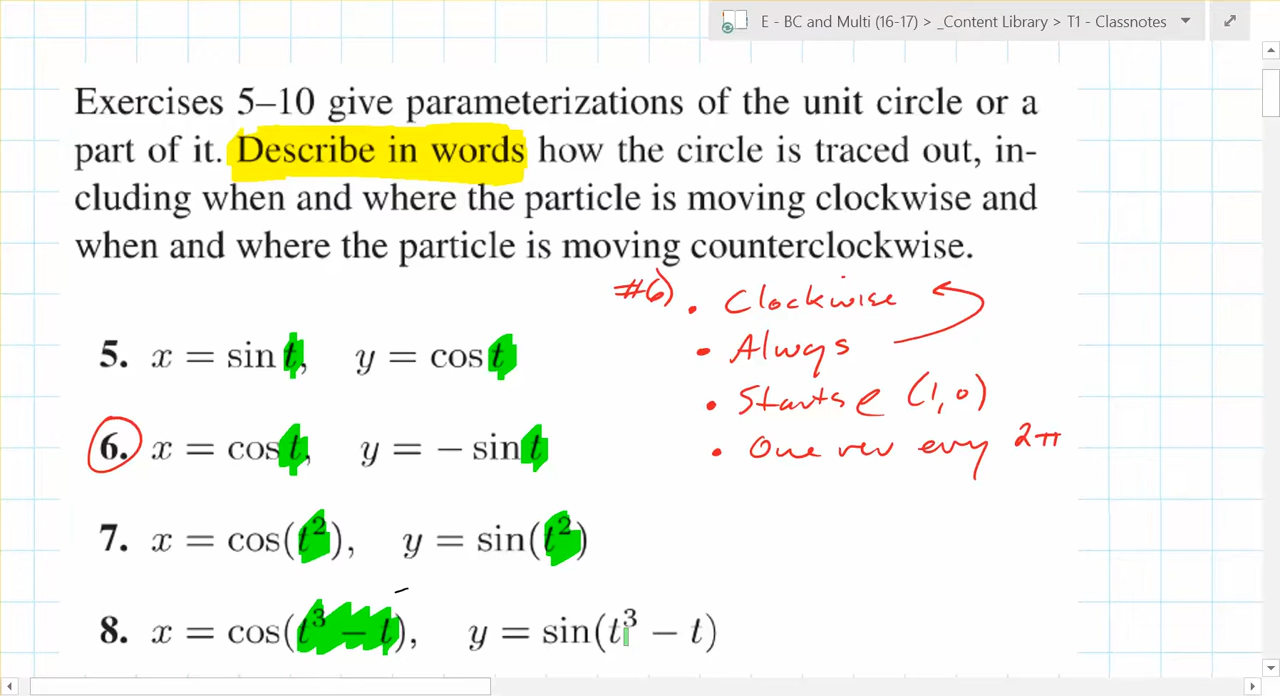 E - BC and Multi (16-17) > _Content Library > T1 - Classnotes
Exercises 5–10 give parameterizations of the unit circle or a
part of it. Describe in words how the circle is traced out, in-
cluding when and where the particle is moving clockwise and
when and where the particle is moving counterclockwise.
#6) • Clockwise
5. x = sin t, y = cos t
• Always
• Starts @ (1, 0)
6. x = cos t, y = − sin t
• One rev evry 2π
7. x = cos(t²), y = sin(t²)
8. x = cos(t³ − t), y = sin(t³ − t)